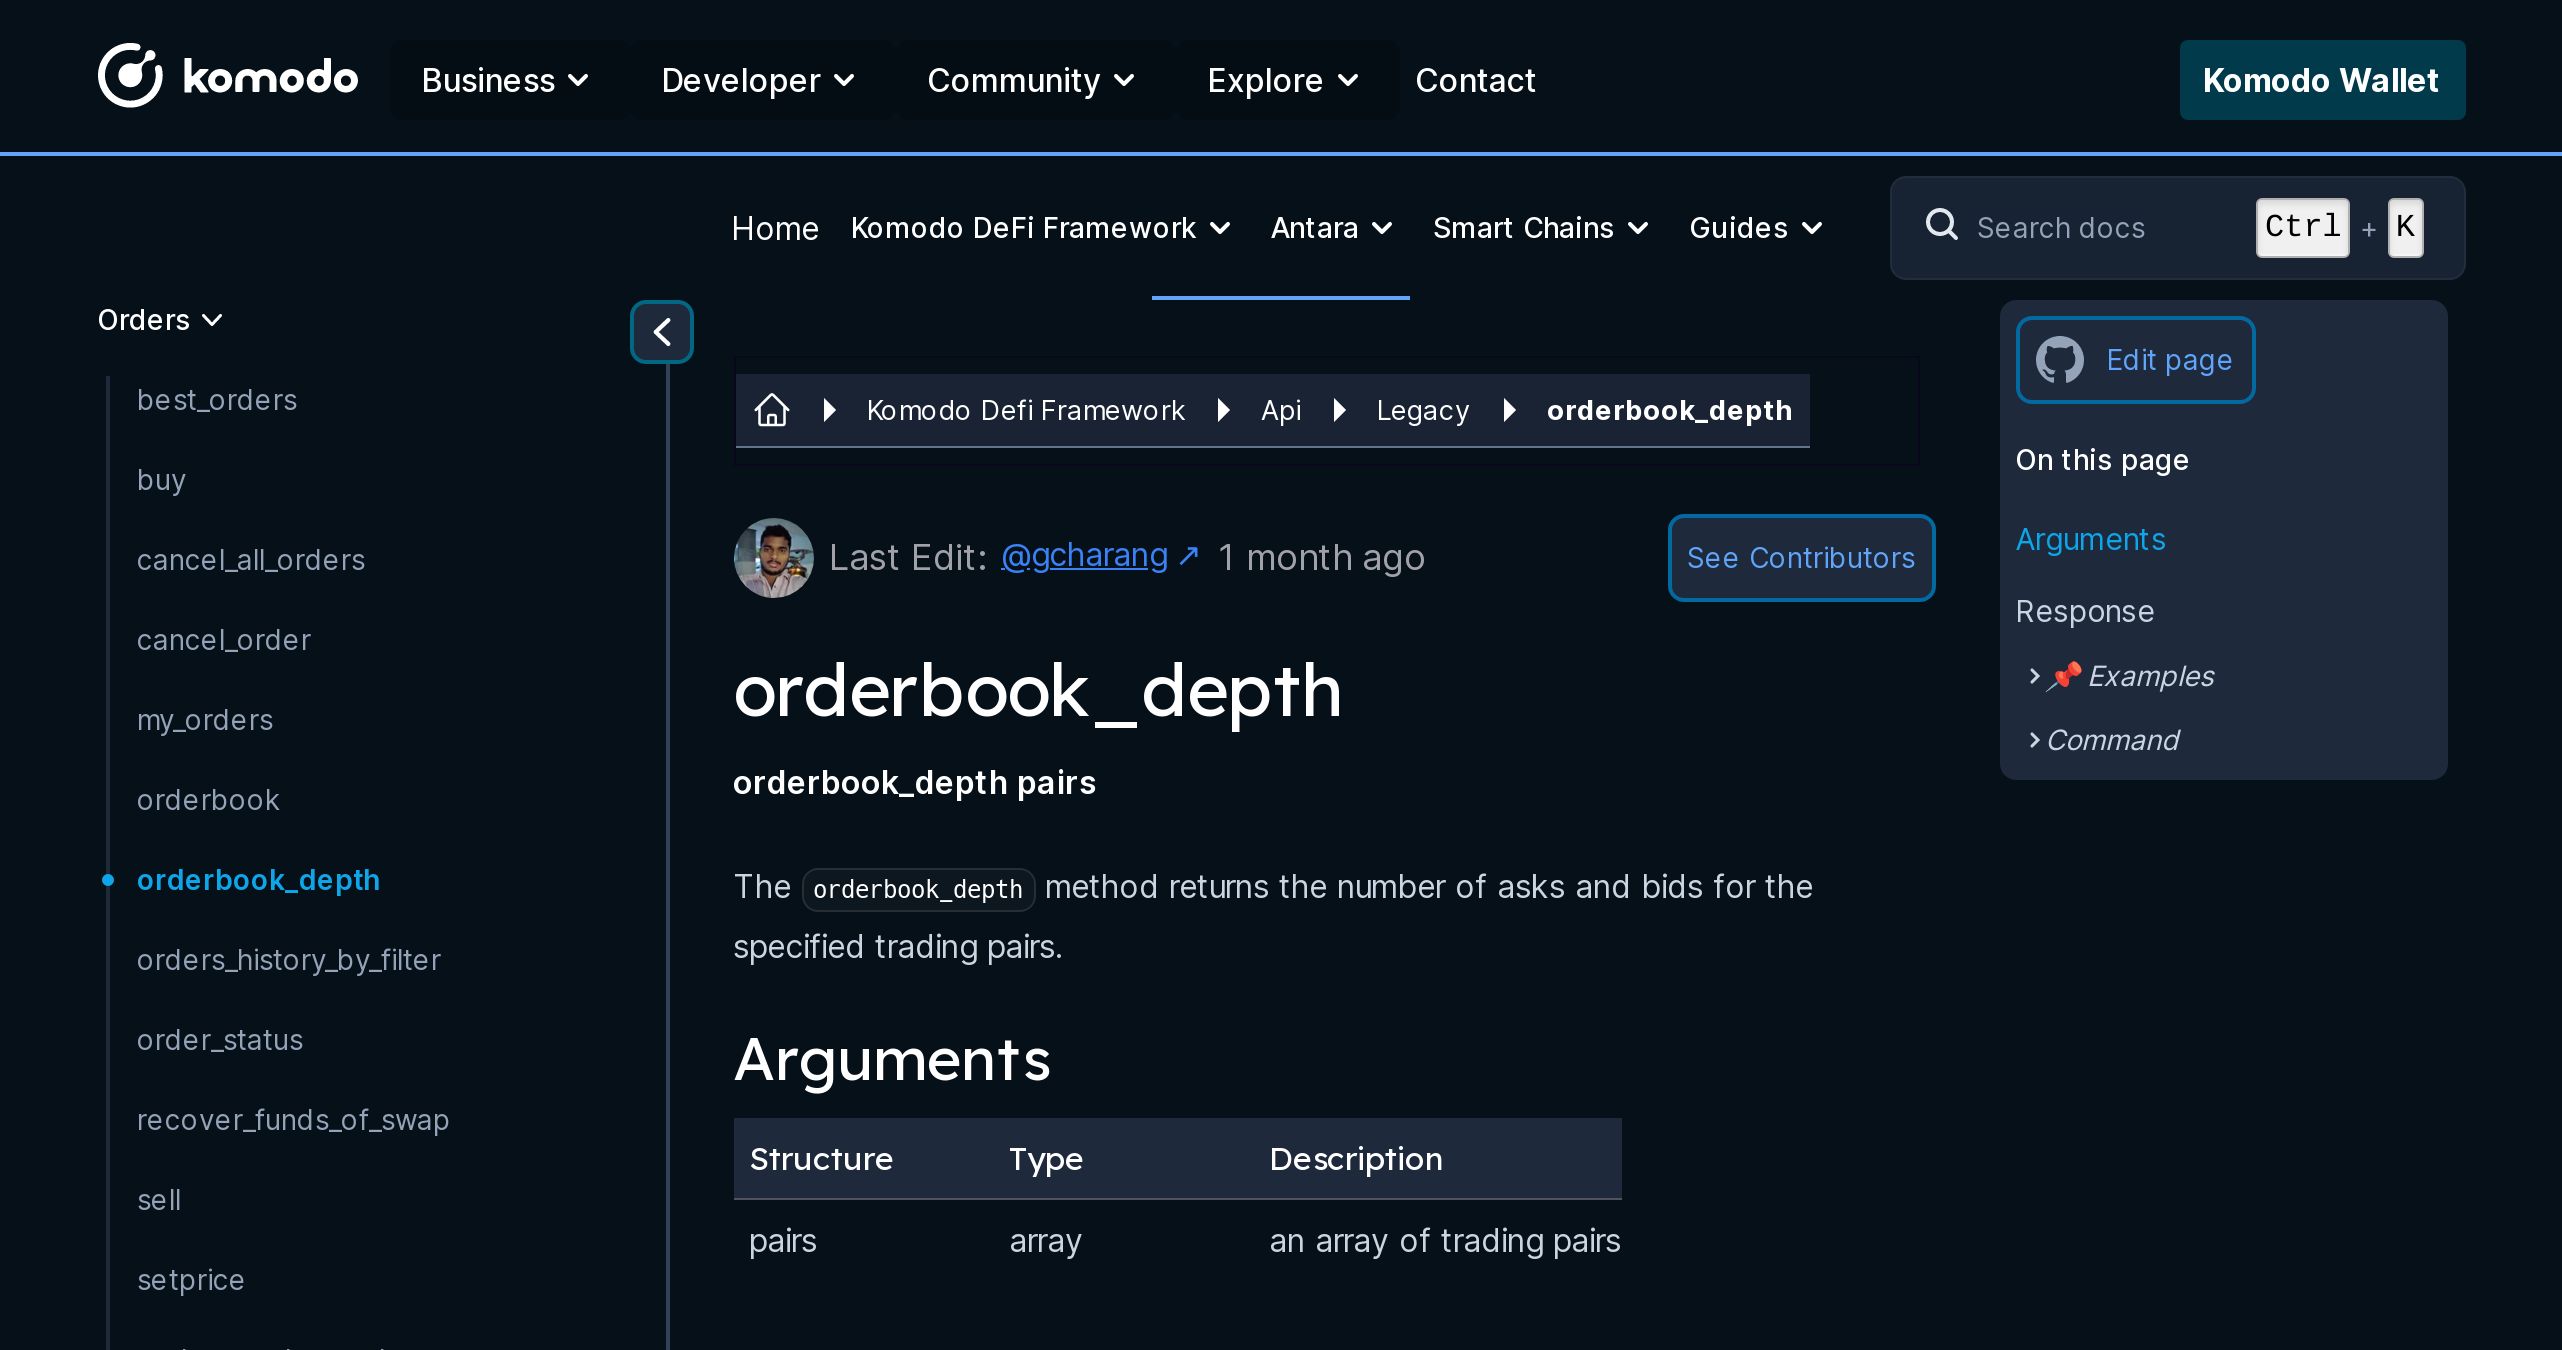 komodo
Business
Developer
Community
Explore
Contact
Komodo Wallet
Home
Komodo DeFi Framework
Antara
Smart Chains
Guides
Search docs
Ctrl + K
Orders
best_orders
buy
cancel_all_orders
cancel_order
my_orders
orderbook
orderbook_depth
orders_history_by_filter
order_status
recover_funds_of_swap
sell
setprice
Komodo Defi Framework
Api
Legacy
orderbook_depth
Last Edit: @gcharang ↗ 1 month ago
See Contributors
orderbook_depth
orderbook_depth pairs
The orderbook_depth method returns the number of asks and bids for the
specified trading pairs.
Arguments
Structure Type Description
pairs array an array of trading pairs
Edit page
On this page
Arguments
Response
📌 Examples
Command